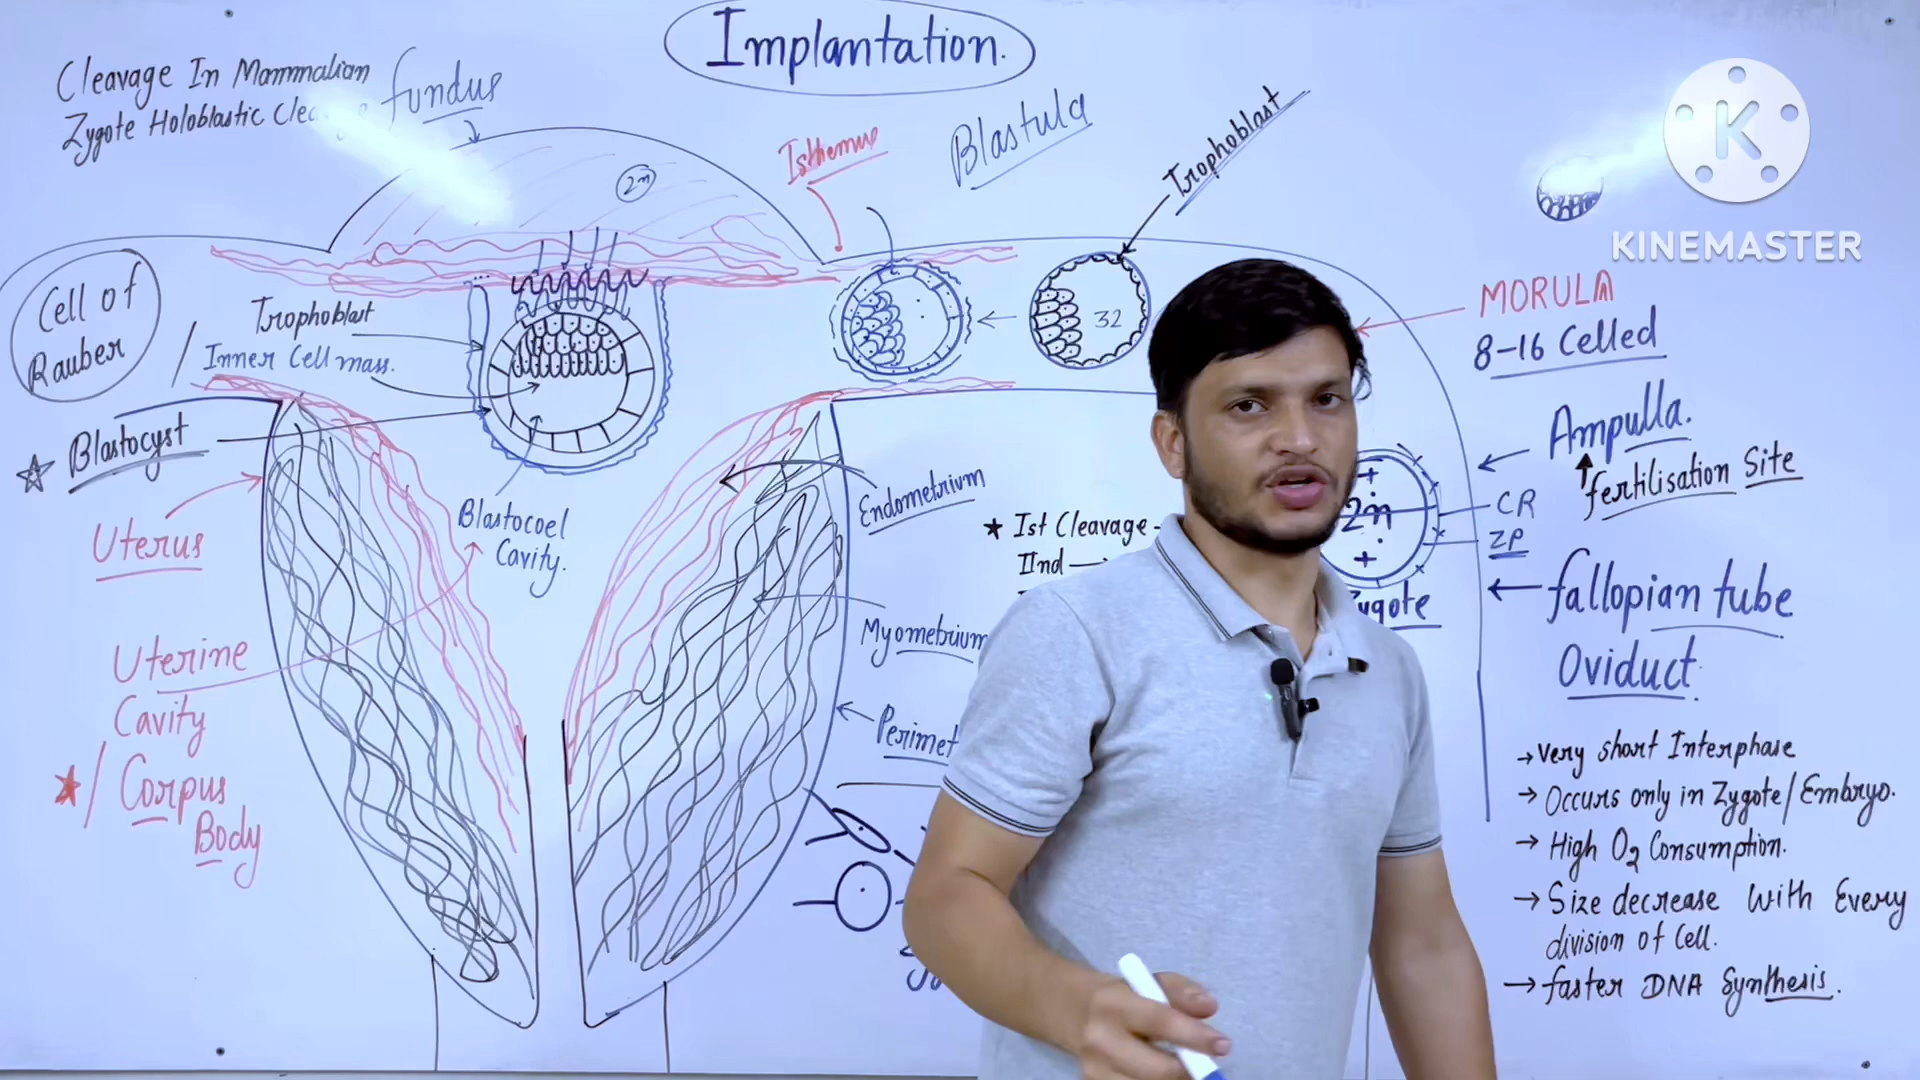 Implantation.
Cleavage In Mammalian
Zygote Holoblastic
fundus
2n
Isthemus
Blastula
Trophoblast
KINEMASTER
Cell of
Rauber
Trophoblast
Inner Cell mass.
32
MORULA
8-16 Celled
Blastocyst
Ampulla.
fertilisation Site
Uterus
Blastocoel
Cavity.
Endometrium
Ist Cleavage-
IInd
2n
CR
ZP
Zygote
fallopian tube
Oviduct.
Uterine
Cavity
Myometrium
Perimet
Corpus
Body
→ Very short Interphase
→ Occurs only in Zygote/Embryo.
→ High O2 Consumption.
→ Size decrease With Every
division of Cell.
→ faster DNA Synthesis.